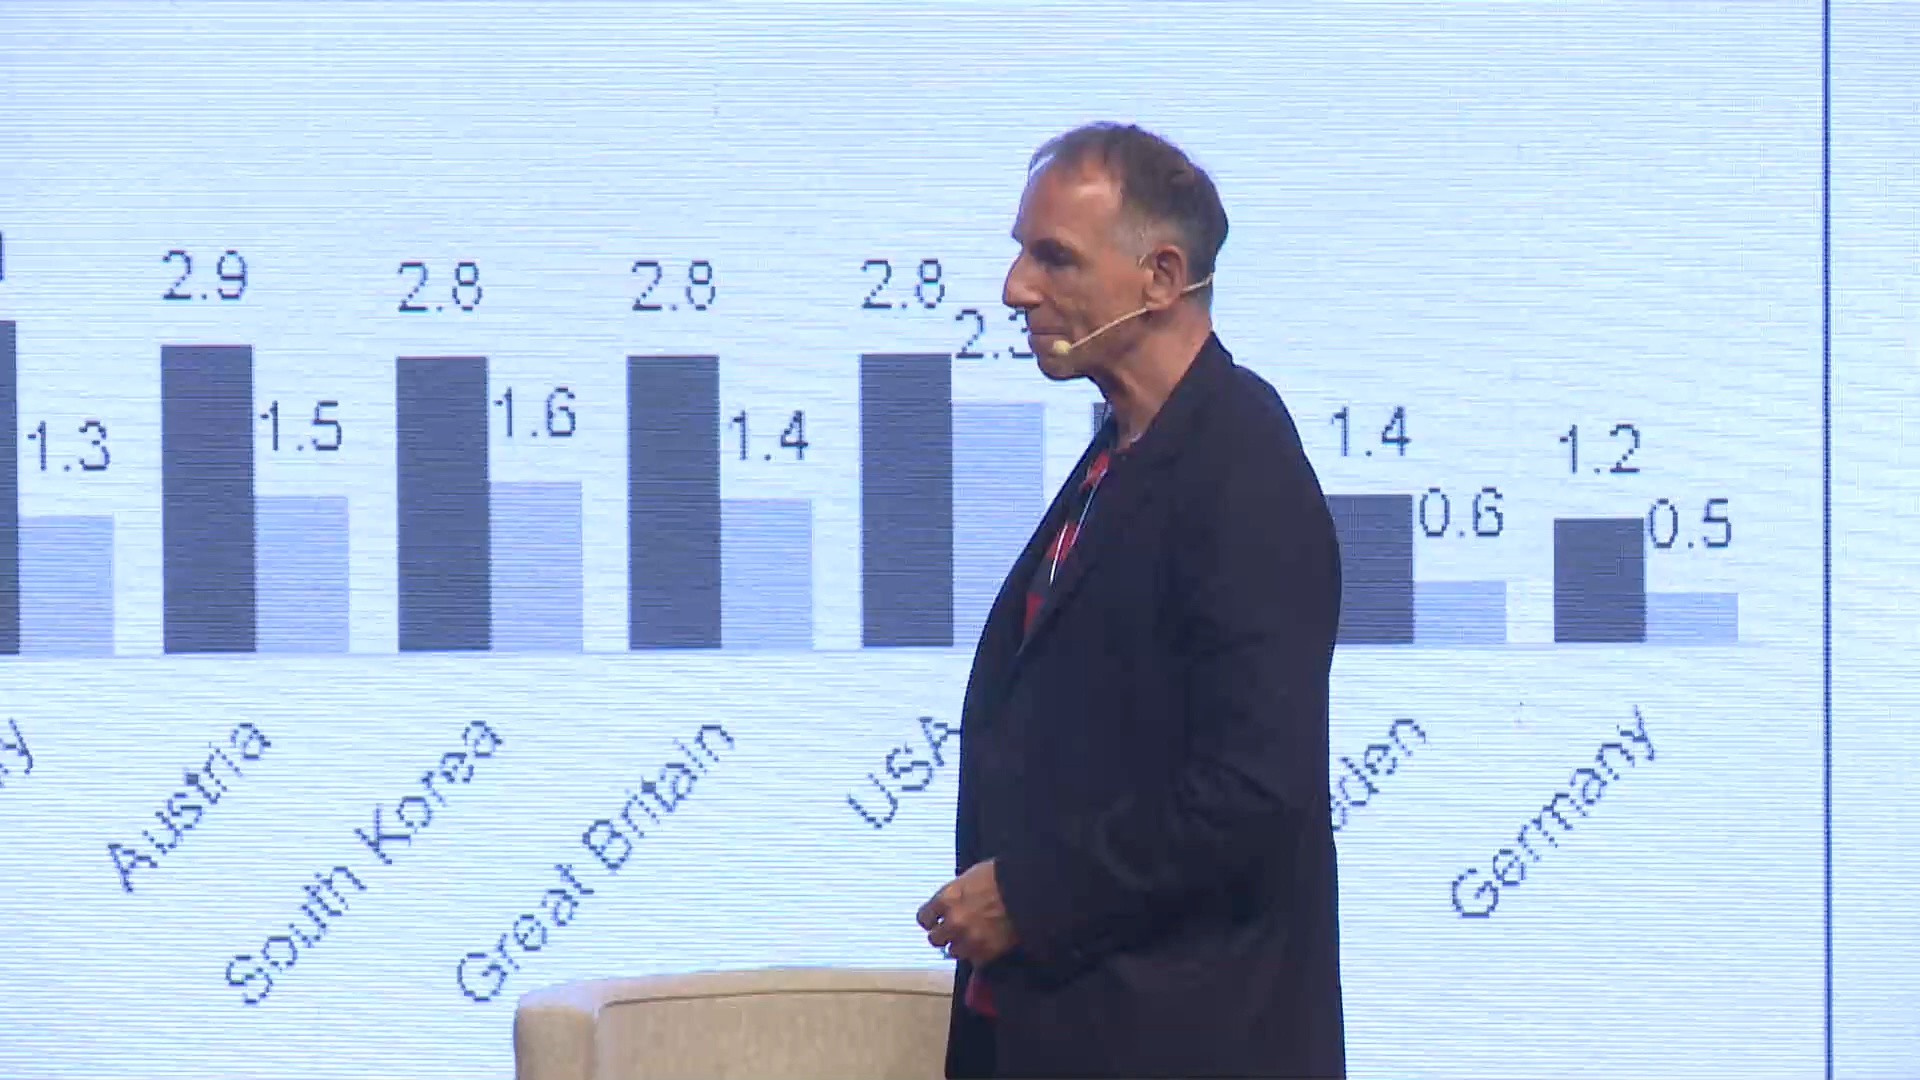 2.9
2.8
2.8
2.8
1.3
1.5
1.6
1.4
1.4
0.6
1.2
0.5
Austria
South Korea
Great Britain
USA
Germany